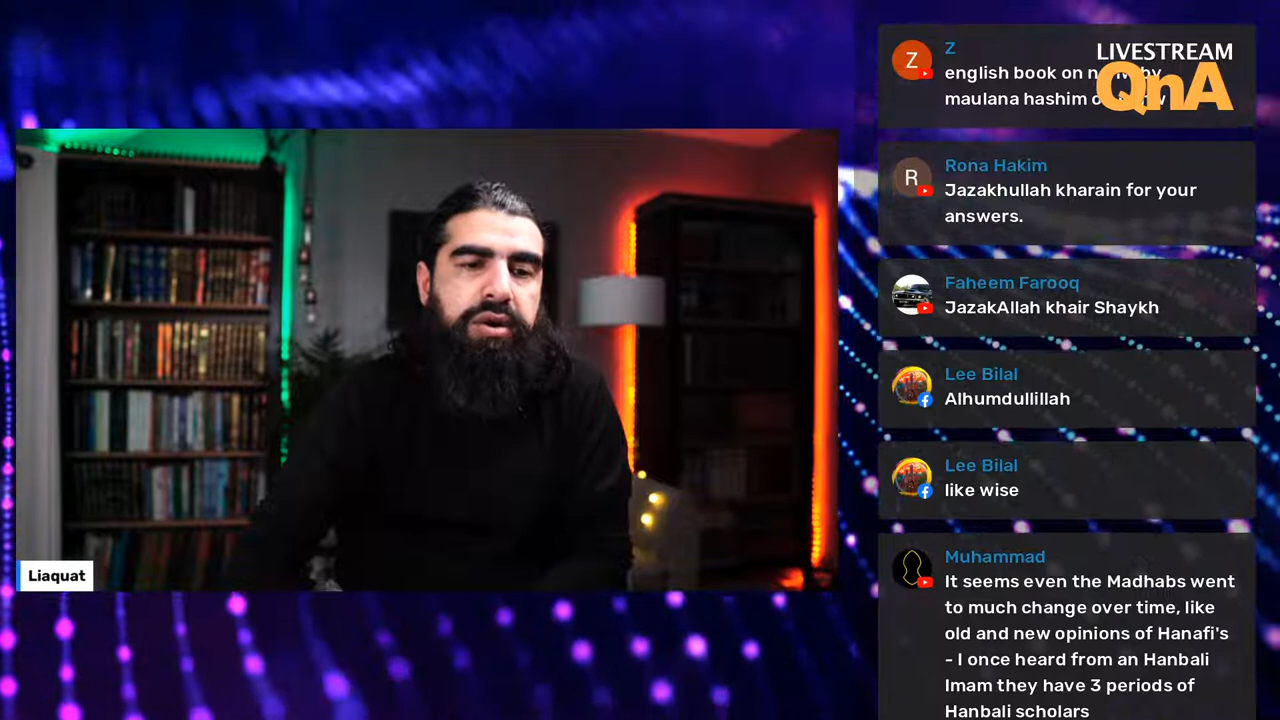 LIVESTREAM
QnA
Z
Z
english book on
maulana hashim
R
Rona Hakim
Jazakhullah kharain for your
answers.
Faheem Farooq
JazakAllah khair Shaykh
Lee Bilal
Alhumdullillah
Lee Bilal
like wise
Muhammad
It seems even the Madhabs went
to much change over time, like
old and new opinions of Hanafi's
- I once heard from an Hanbali
Imam they have 3 periods of
Hanbali scholars
Liaquat